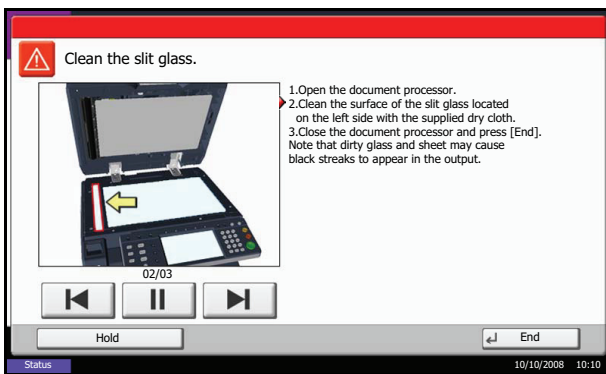 Clean the slit glass.
1.Open the document processor.
2.Clean the surface of the slit glass located
on the left side with the supplied dry cloth.
3.Close the document processor and press [End].
Note that dirty glass and sheet may cause
black streaks to appear in the output.
02/03
Hold
End
Status
10/10/2008 10:10